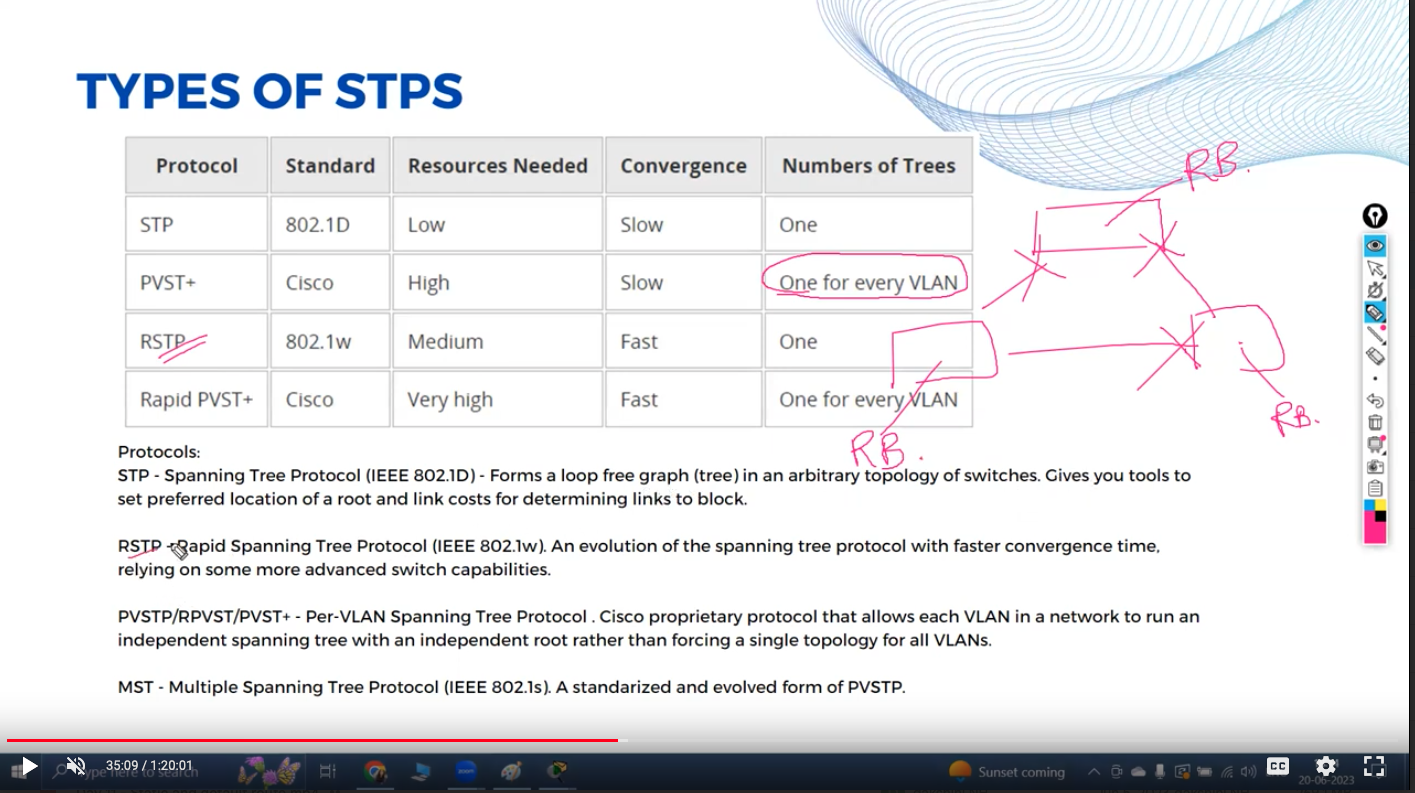 TYPES OF STPS
Protocol Standard Resources Needed Convergence Numbers of Trees
STP 802.1D Low Slow One
PVST+ Cisco High Slow One for every VLAN
RSTP 802.1w Medium Fast One
Rapid PVST+ Cisco Very high Fast One for every VLAN
RB.
RB.
RB.
Protocols:
STP - Spanning Tree Protocol (IEEE 802.1D) - Forms a loop free graph (tree) in an arbitrary topology of switches. Gives you tools to
set preferred location of a root and link costs for determining links to block.
RSTP - Rapid Spanning Tree Protocol (IEEE 802.1w). An evolution of the spanning tree protocol with faster convergence time,
relying on some more advanced switch capabilities.
PVSTP/RPVST/PVST+ - Per-VLAN Spanning Tree Protocol . Cisco proprietary protocol that allows each VLAN in a network to run an
independent spanning tree with an independent root rather than forcing a single topology for all VLANs.
MST - Multiple Spanning Tree Protocol (IEEE 802.1s). A standarized and evolved form of PVSTP.
35:09 / 1:20:01
Type here to search
zoom
Sunset coming
CC
20-06-2023